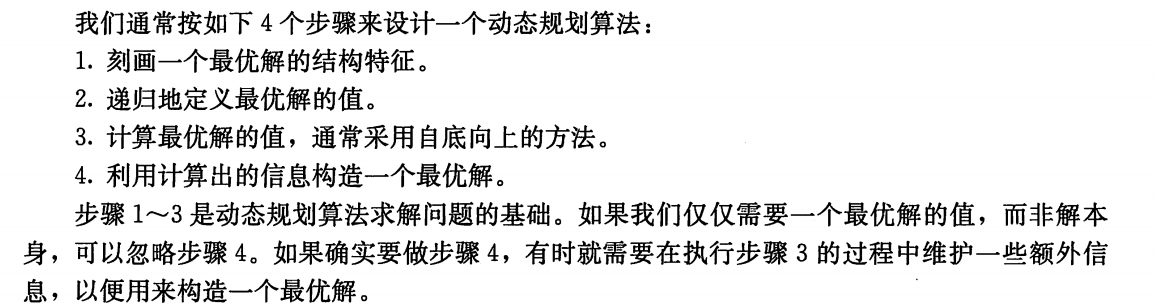 我们通常按如下 4 个步骤来设计一个动态规划算法：
1. 刻画一个最优解的结构特征。
2. 递归地定义最优解的值。
3. 计算最优解的值，通常采用自底向上的方法。
4. 利用计算出的信息构造一个最优解。
步骤 1～3 是动态规划算法求解问题的基础。如果我们仅仅需要一个最优解的值，而非解本
身，可以忽略步骤 4。如果确实要做步骤 4，有时就需要在执行步骤 3 的过程中维护一些额外信
息，以便用来构造一个最优解。